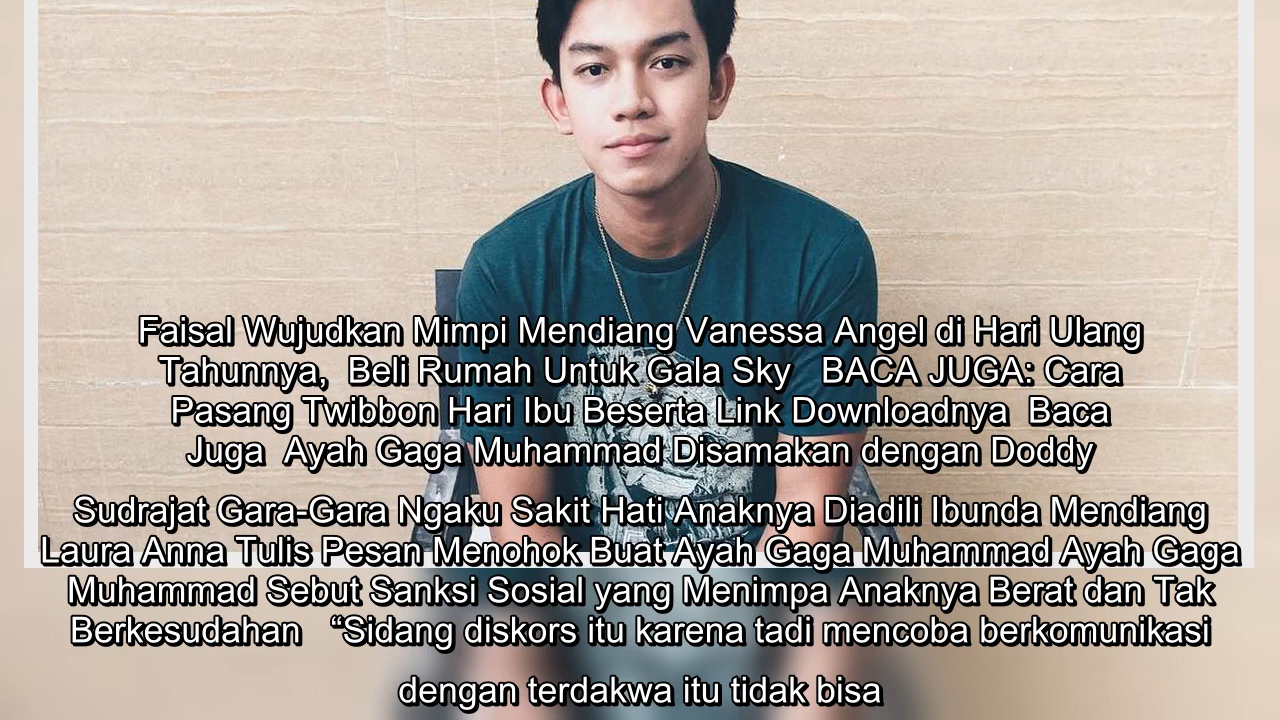 Faisal Wujudkan Mimpi Mendiang Vanessa Angel di Hari Ulang
Tahunnya,  Beli Rumah Untuk Gala Sky   BACA JUGA: Cara
Pasang Twibbon Hari Ibu Beserta Link Downloadnya  Baca
Juga  Ayah Gaga Muhammad Disamakan dengan Doddy
Sudrajat Gara-Gara Ngaku Sakit Hati Anaknya Diadili Ibunda Mendiang
Laura Anna Tulis Pesan Menohok Buat Ayah Gaga Muhammad Ayah Gaga
Muhammad Sebut Sanksi Sosial yang Menimpa Anaknya Berat dan Tak
Berkesudahan   “Sidang diskors itu karena tadi mencoba berkomunikasi
dengan terdakwa itu tidak bisa